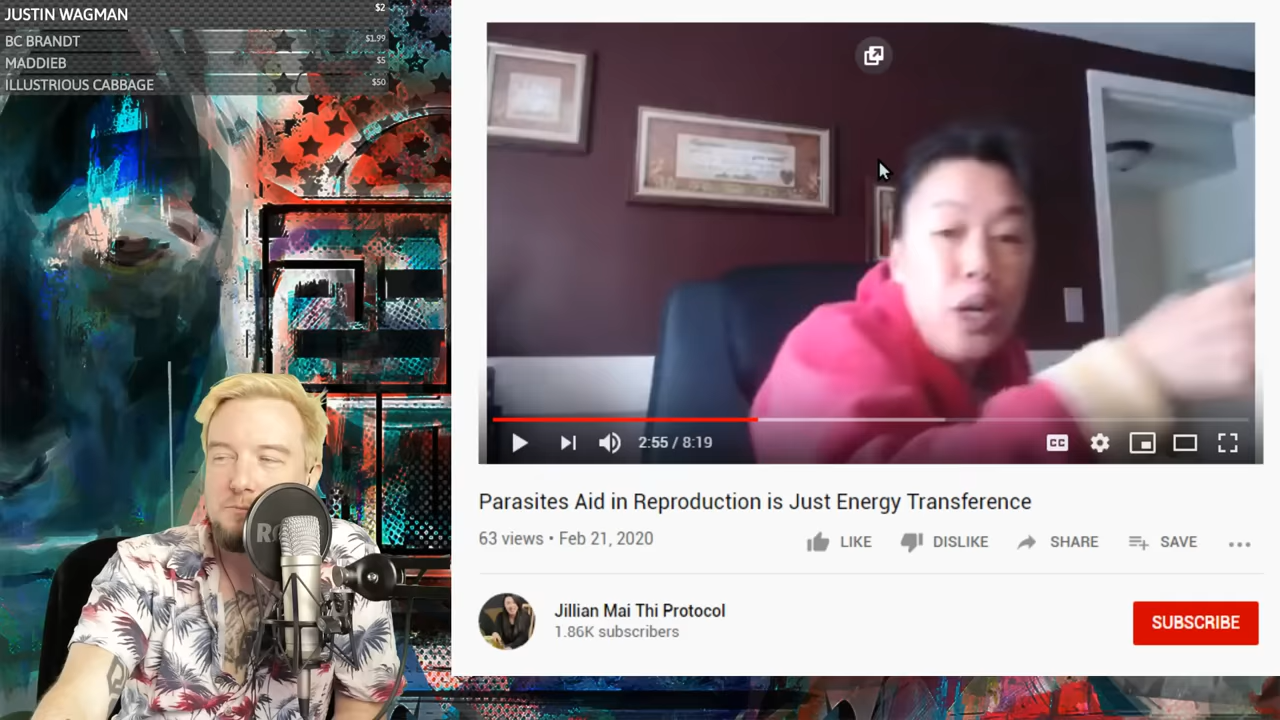 JUSTIN WAGMAN $2
BC BRANDT $1.99
MADDIEB $5
ILLUSTRIOUS CABBAGE $50
2:55 / 8:19
CC
Parasites Aid in Reproduction is Just Energy Transference
63 views • Feb 21, 2020
LIKE DISLIKE SHARE SAVE
Jillian Mai Thi Protocol
1.86K subscribers
SUBSCRIBE